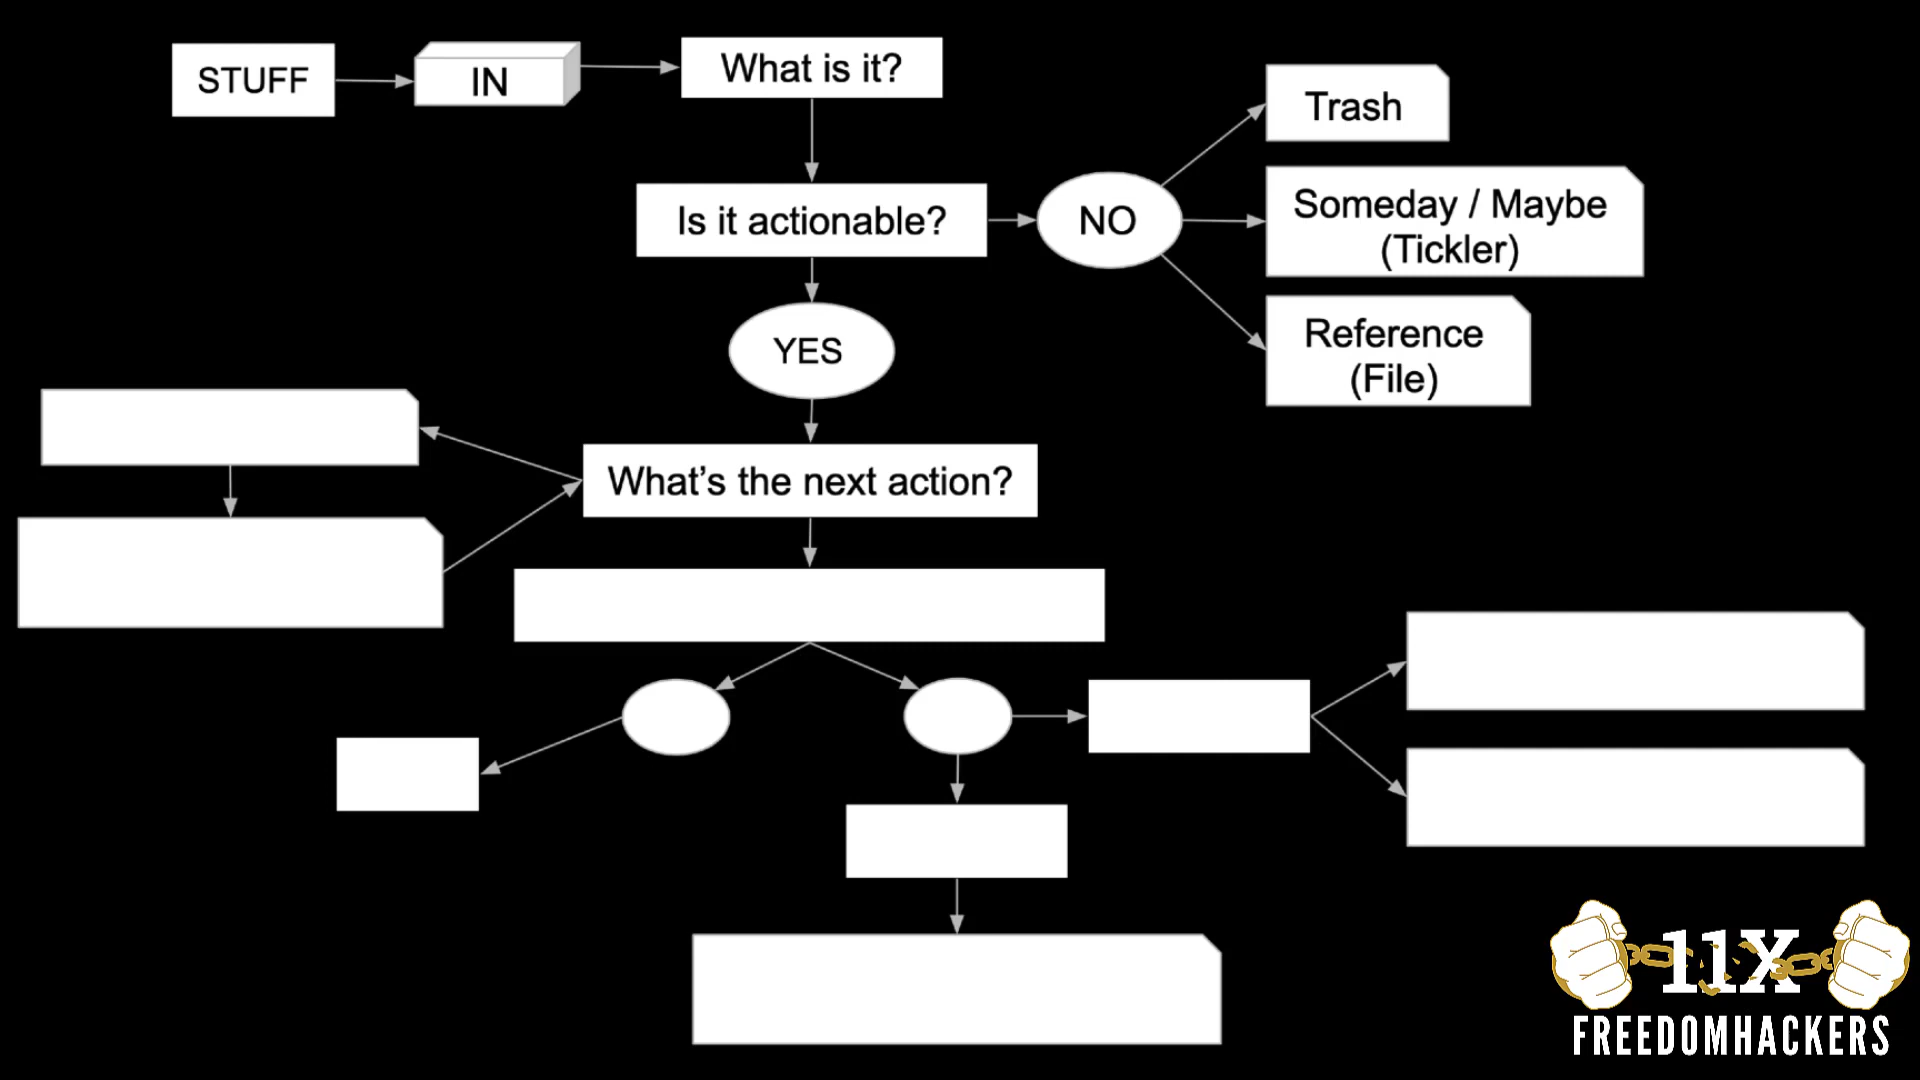 STUFF
IN
What is it?
Trash
Is it actionable?
NO
Someday / Maybe
(Tickler)
YES
Reference
(File)
What’s the next action?
11X
FREEDOMHACKERS